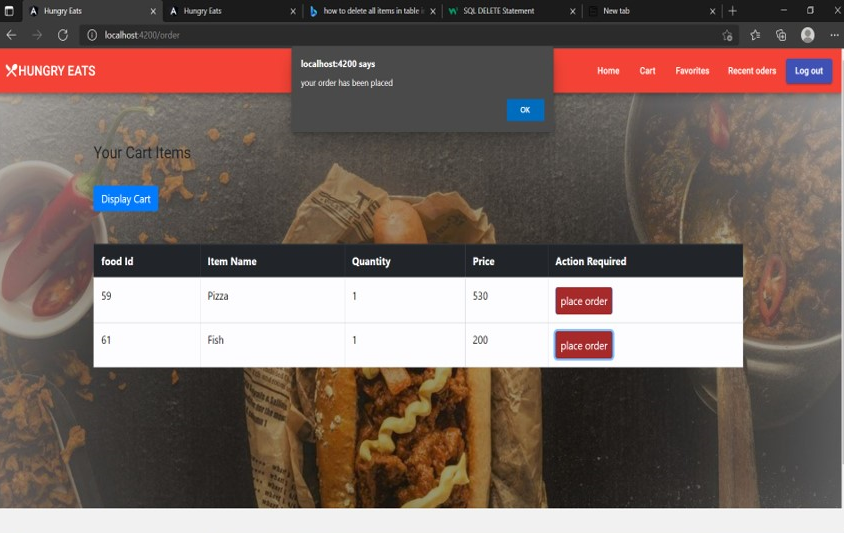 Hungry Eats
Hungry Eats
how to delete all items in table
SQL DELETE Statement
New tab
localhost:4200/order
localhost:4200 says
your order has been placed
OK
HUNGRY EATS
Home
Cart
Favorites
Recent oders
Log out
Your Cart Items
Display Cart
food Id Item Name Quantity Price Action Required
59 Pizza 1 530 place order
61 Fish 1 200 place order